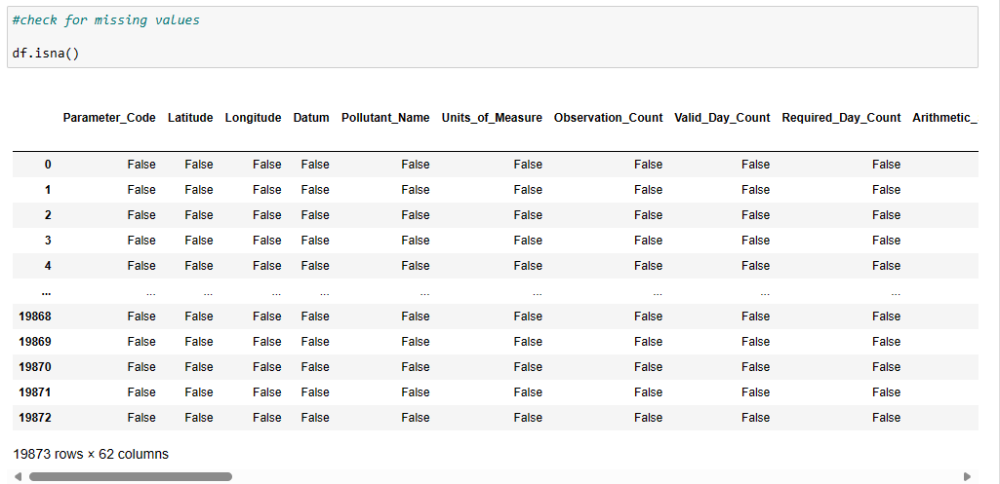 #check for missing values
df.isna()
Parameter_Code Latitude Longitude Datum Pollutant_Name Units_of_Measure Observation_Count Valid_Day_Count Required_Day_Count Arithmetic_
0 False False False False False False False False False
1 False False False False False False False False False
2 False False False False False False False False False
3 False False False False False False False False False
4 False False False False False False False False False
... ... ... ... ... ... ... ... ... ...
19868 False False False False False False False False False
19869 False False False False False False False False False
19870 False False False False False False False False False
19871 False False False False False False False False False
19872 False False False False False False False False False
19873 rows × 62 columns